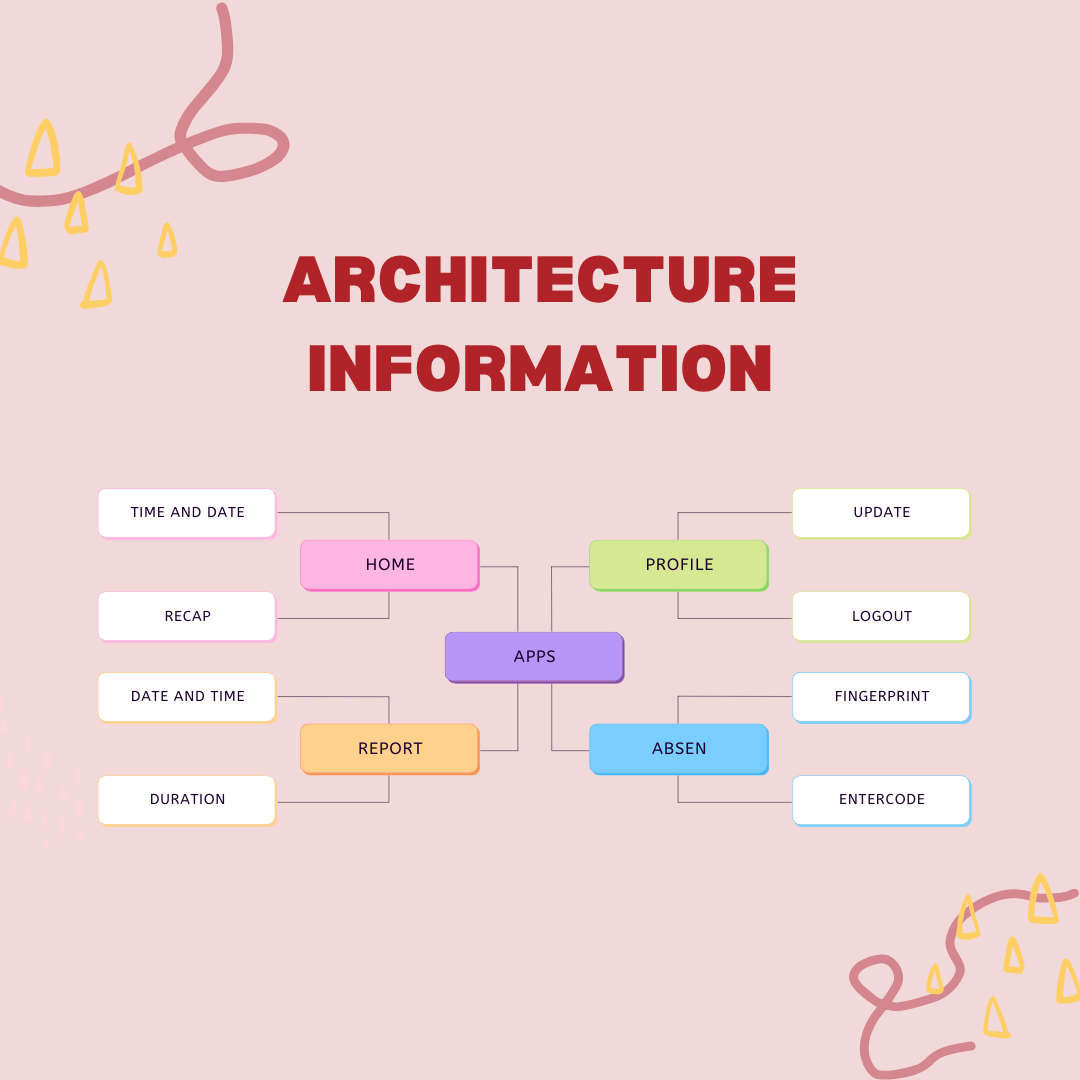 ARCHITECTURE
INFORMATION
TIME AND DATE
UPDATE
HOME
PROFILE
RECAP
LOGOUT
APPS
DATE AND TIME
FINGERPRINT
REPORT
ABSEN
DURATION
ENTERCODE